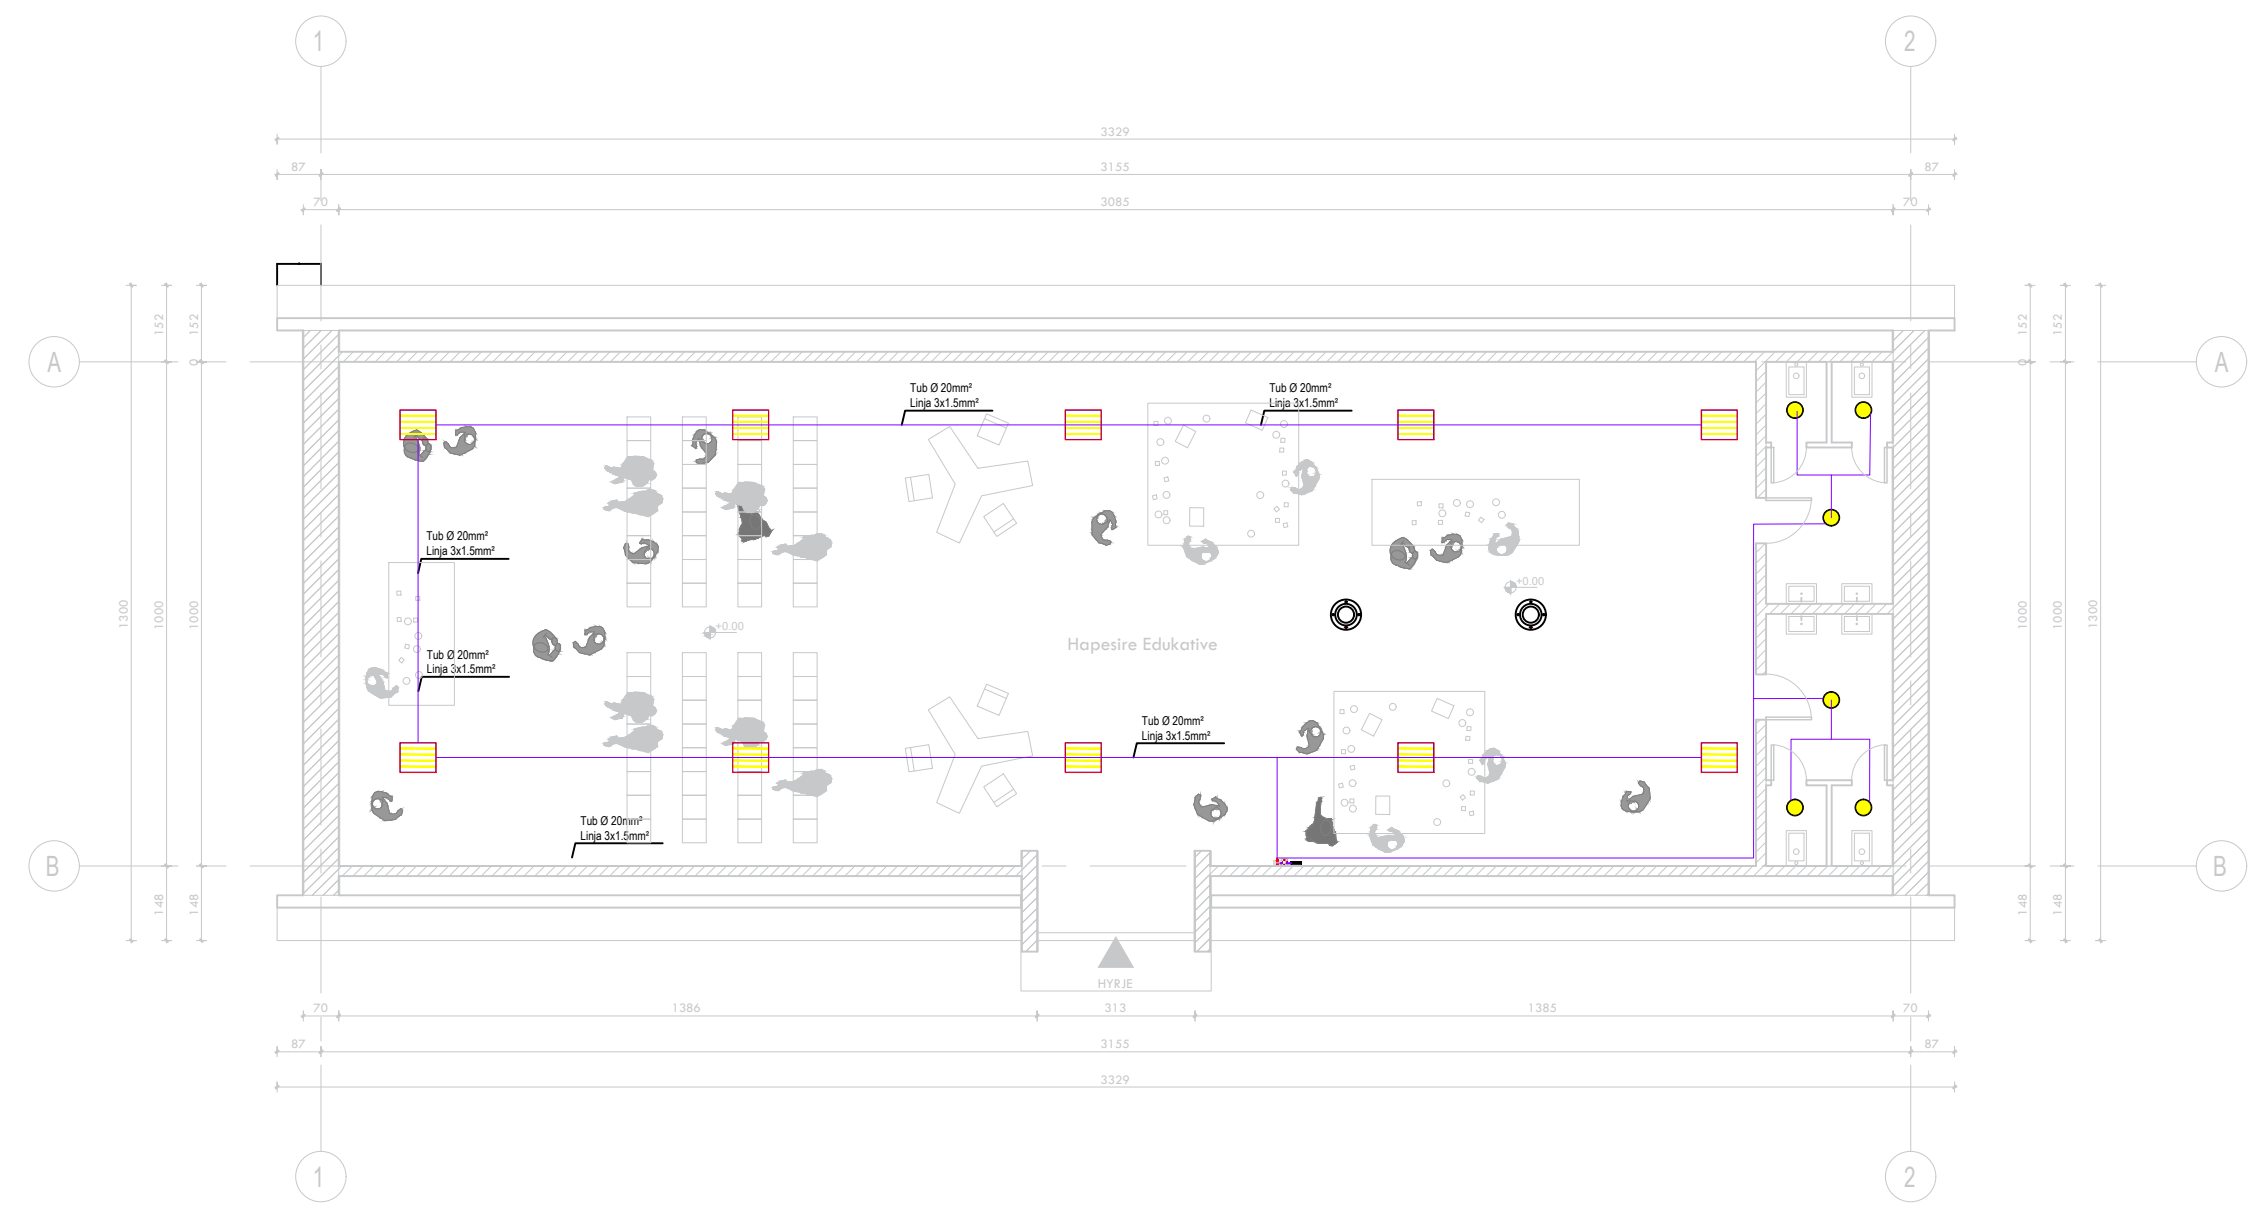 1
2
3329
87
3155
87
70
3085
70
152
152
0
1300
1000
1000
148
148
A
A
B
B
152
152
0
1000
1000
1300
148
148
Tub Ø 20mm²
Linja 3x1.5mm²
Tub Ø 20mm²
Linja 3x1.5mm²
Tub Ø 20mm²
Linja 3x1.5mm²
+0.00
+0.00
Hapesire Edukative
Tub Ø 20mm²
Linja 3x1.5mm²
Tub Ø 20mm²
Linja 3x1.5mm²
Tub Ø 20mm²
Linja 3x1.5mm²
HYRJE
70
1386
313
1385
70
87
3155
87
3329
1
2